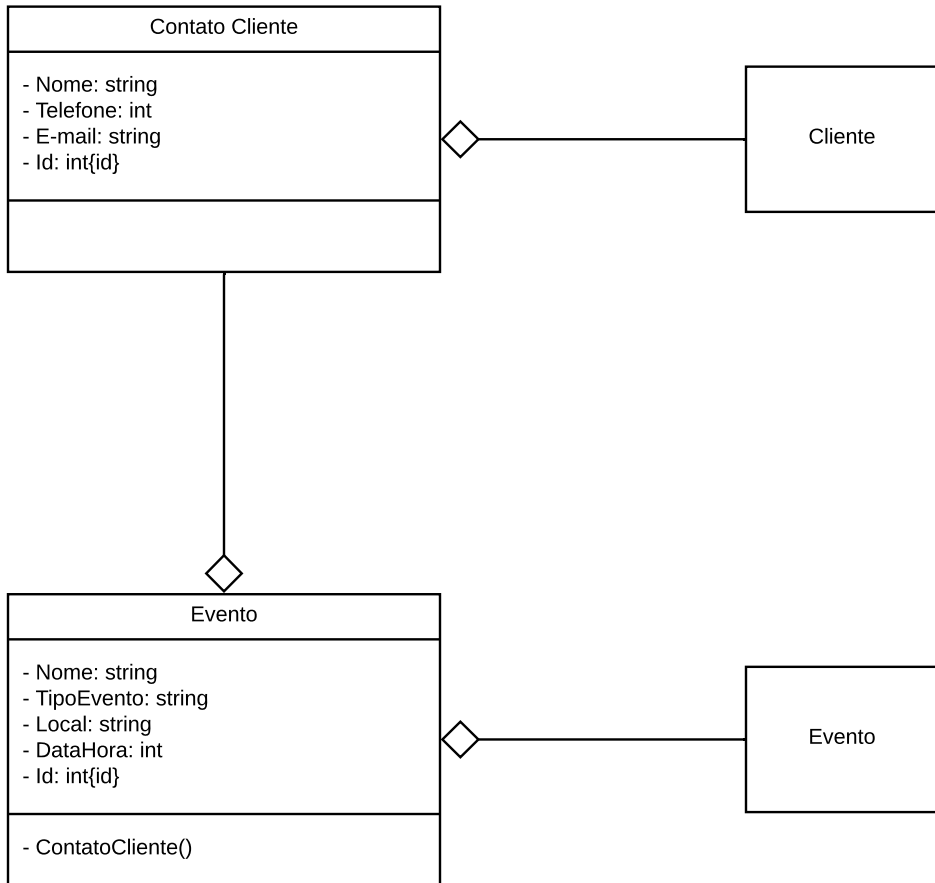 Contato Cliente
- Nome: string
- Telefone: int
- E-mail: string
- Id: int{id}
Cliente
Evento
- Nome: string
- TipoEvento: string
- Local: string
- DataHora: int
- Id: int{id}
- ContatoCliente()
Evento